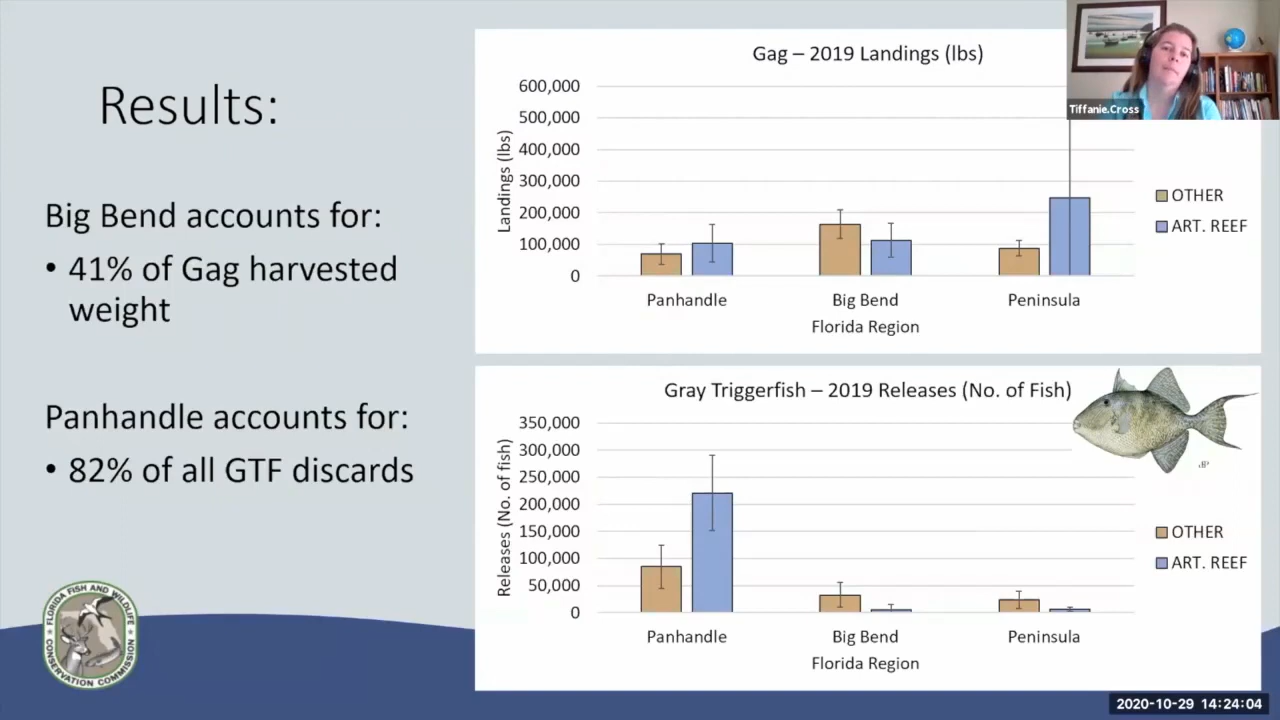 Results:
Big Bend accounts for:
• 41% of Gag harvested
weight
Panhandle accounts for:
• 82% of all GTF discards
FLORIDA FISH AND WILDLIFE
CONSERVATION COMMISSION
Gag – 2019 Landings (lbs)
Landings (lbs)
600,000
500,000
400,000
300,000
200,000
100,000
0
Panhandle
Big Bend
Peninsula
Florida Region
OTHER
ART. REEF
Tiffanie.Cross
Gray Triggerfish – 2019 Releases (No. of Fish)
Releases (No. of fish)
350,000
300,000
250,000
200,000
150,000
100,000
50,000
0
Panhandle
Big Bend
Peninsula
Florida Region
OTHER
ART. REEF
2020-10-29 14:24:04